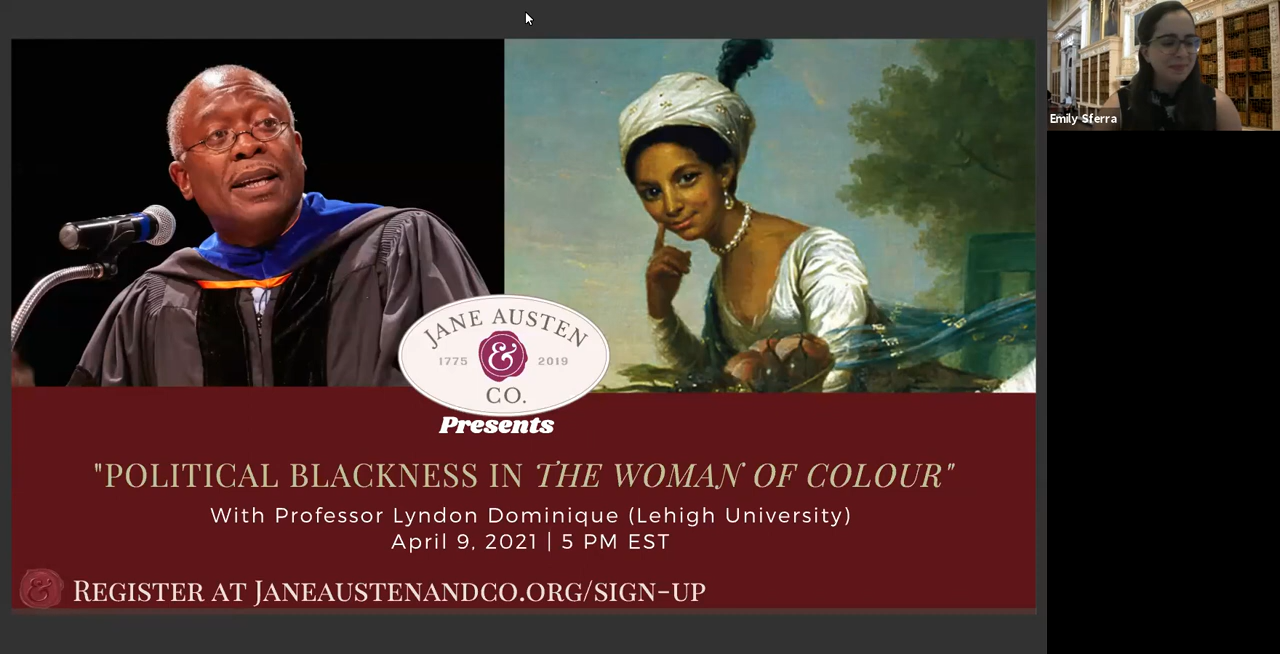 Emily Sferra
JANE AUSTEN
1775 & 2019
CO.
Presents
"POLITICAL BLACKNESS IN THE WOMAN OF COLOUR"
With Professor Lyndon Dominique (Lehigh University)
April 9, 2021 | 5 PM EST
& REGISTER AT JANEAUSTENANDCO.ORG/SIGN-UP